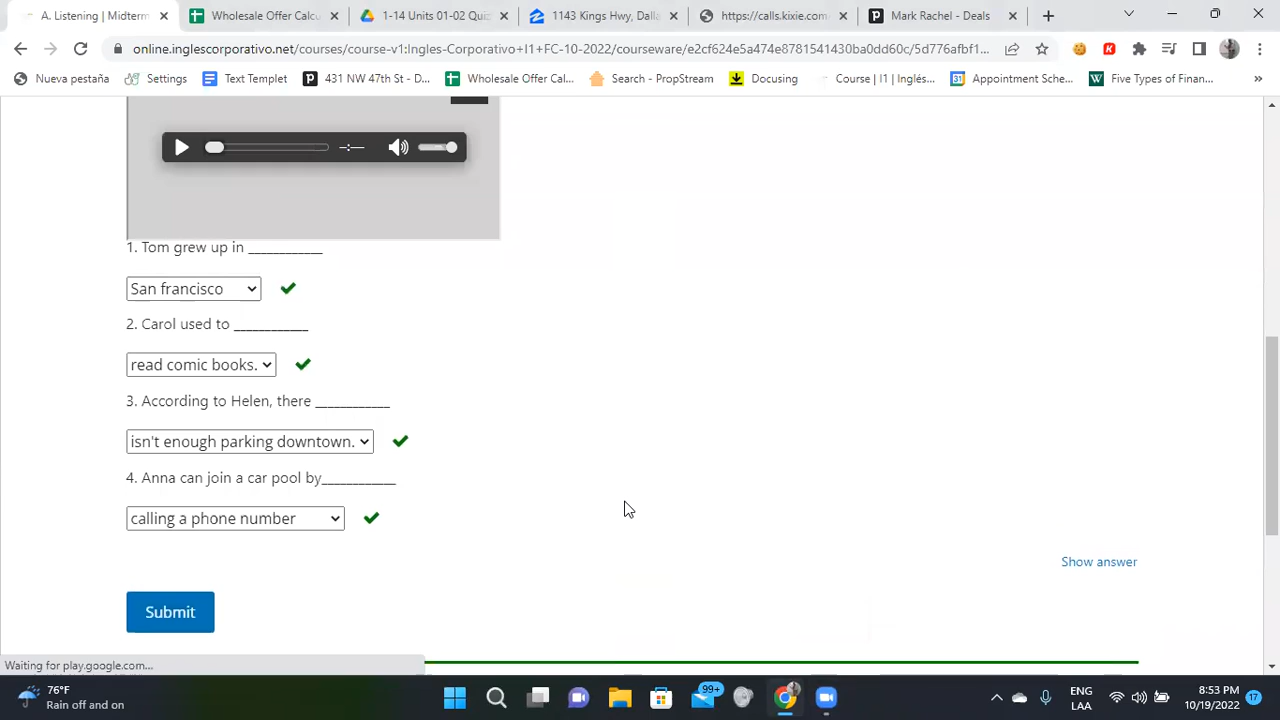 A. Listening | Midterm
Wholesale Offer Calcu
1-14 Units 01-02 Quiz
1143 Kings Hwy, Dalla
https://calls.kixie.com
Mark Rachel - Deals
online.inglescorporativo.net/courses/course-v1:Ingles-Corporativo+I1+FC-10-2022/courseware/e2cf624e5a474e8781541430ba0dd60c/5d776afbf1...
Nueva pestaña
Settings
Text Templet
431 NW 47th St - D...
Wholesale Offer Cal...
Search - PropStream
Docusing
Course | I1 | Inglés...
Appointment Sche...
Five Types of Finan...
»
-:--
1. Tom grew up in ____________
San francisco
2. Carol used to ____________
read comic books.
3. According to Helen, there ____________
isn't enough parking downtown.
4. Anna can join a car pool by____________
calling a phone number
Show answer
Submit
Waiting for play.google.com...
76°F
Rain off and on
99+
ENG
LAA
8:53 PM
10/19/2022
17